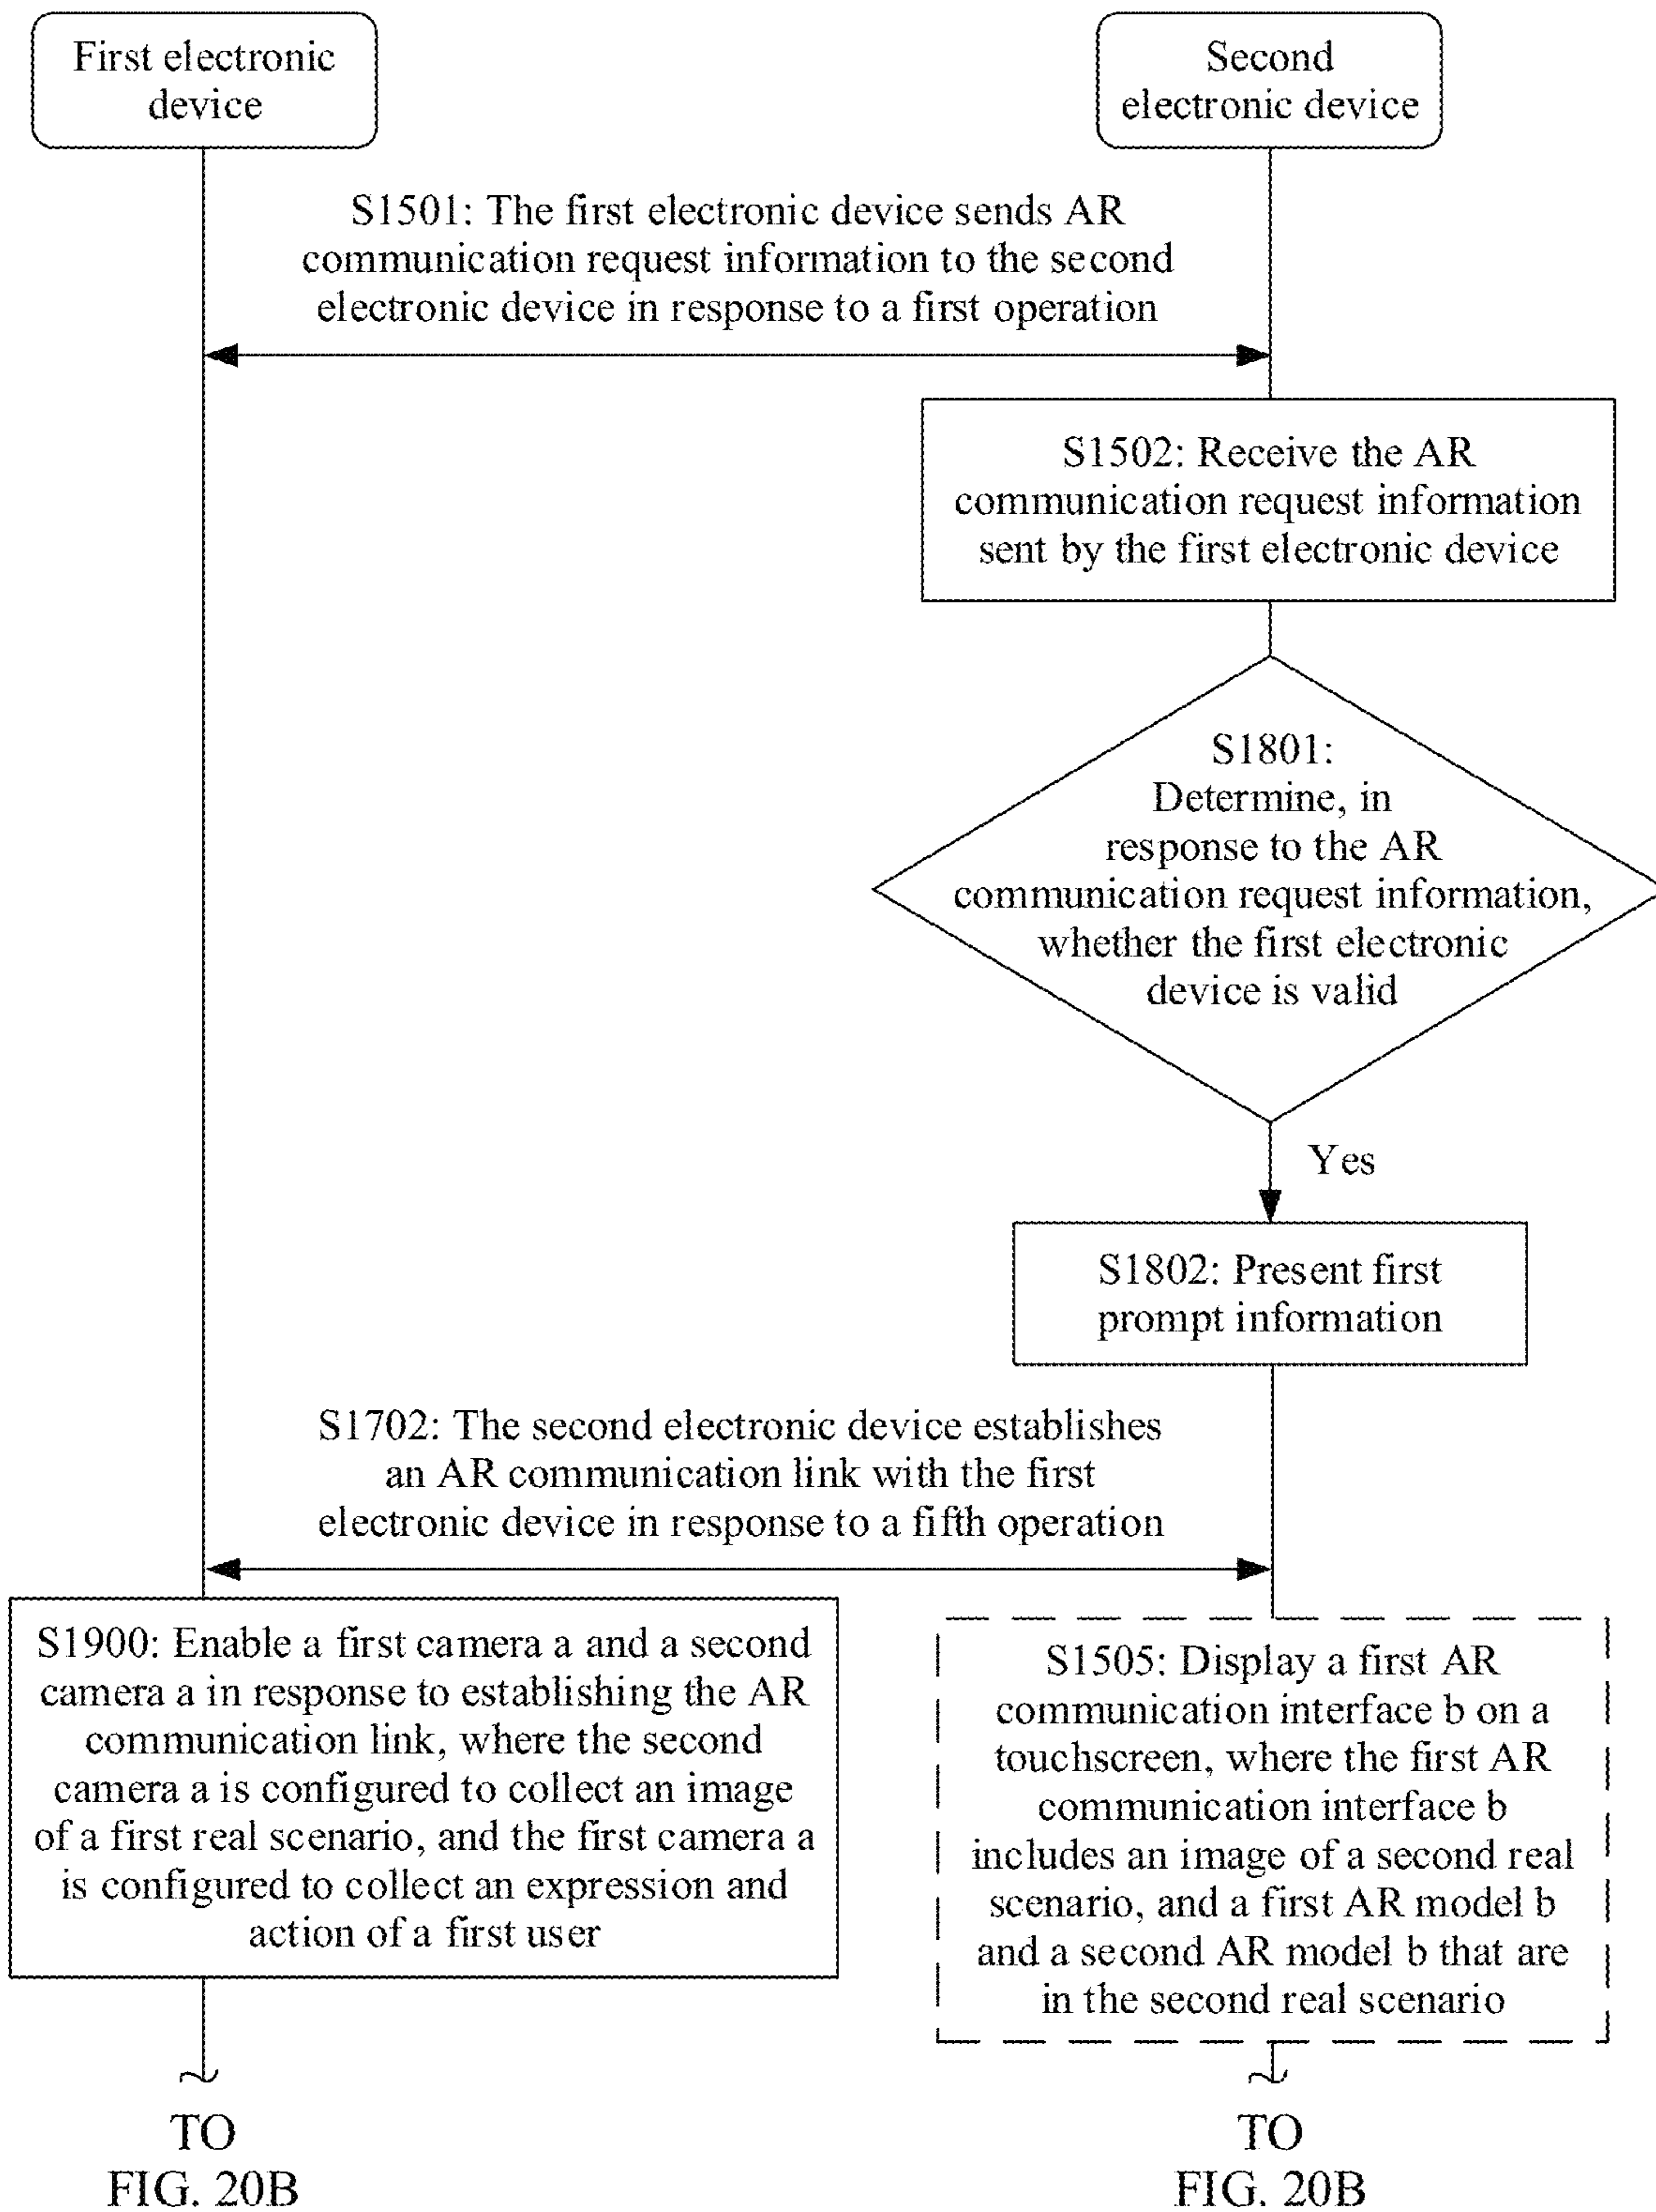 First electronic
device
Second
electronic device
S1501: The first electronic device sends AR
communication request information to the second
electronic device in response to a first operation
S1502: Receive the AR
communication request information
sent by the first electronic device
S1801:
Determine, in
response to the AR
communication request information,
whether the first electronic
device is valid
Yes
S1802: Present first
prompt information
S1702: The second electronic device establishes
an AR communication link with the first
electronic device in response to a fifth operation
S1900: Enable a first camera a and a second
camera a in response to establishing the AR
communication link, where the second
camera a is configured to collect an image
of a first real scenario, and the first camera a
is configured to collect an expression and
action of a first user
S1505: Display a first AR
communication interface b on a
touchscreen, where the first AR
communication interface b
includes an image of a second real
scenario, and a first AR model b
and a second AR model b that are
in the second real scenario
TO
FIG. 20B
TO
FIG. 20B